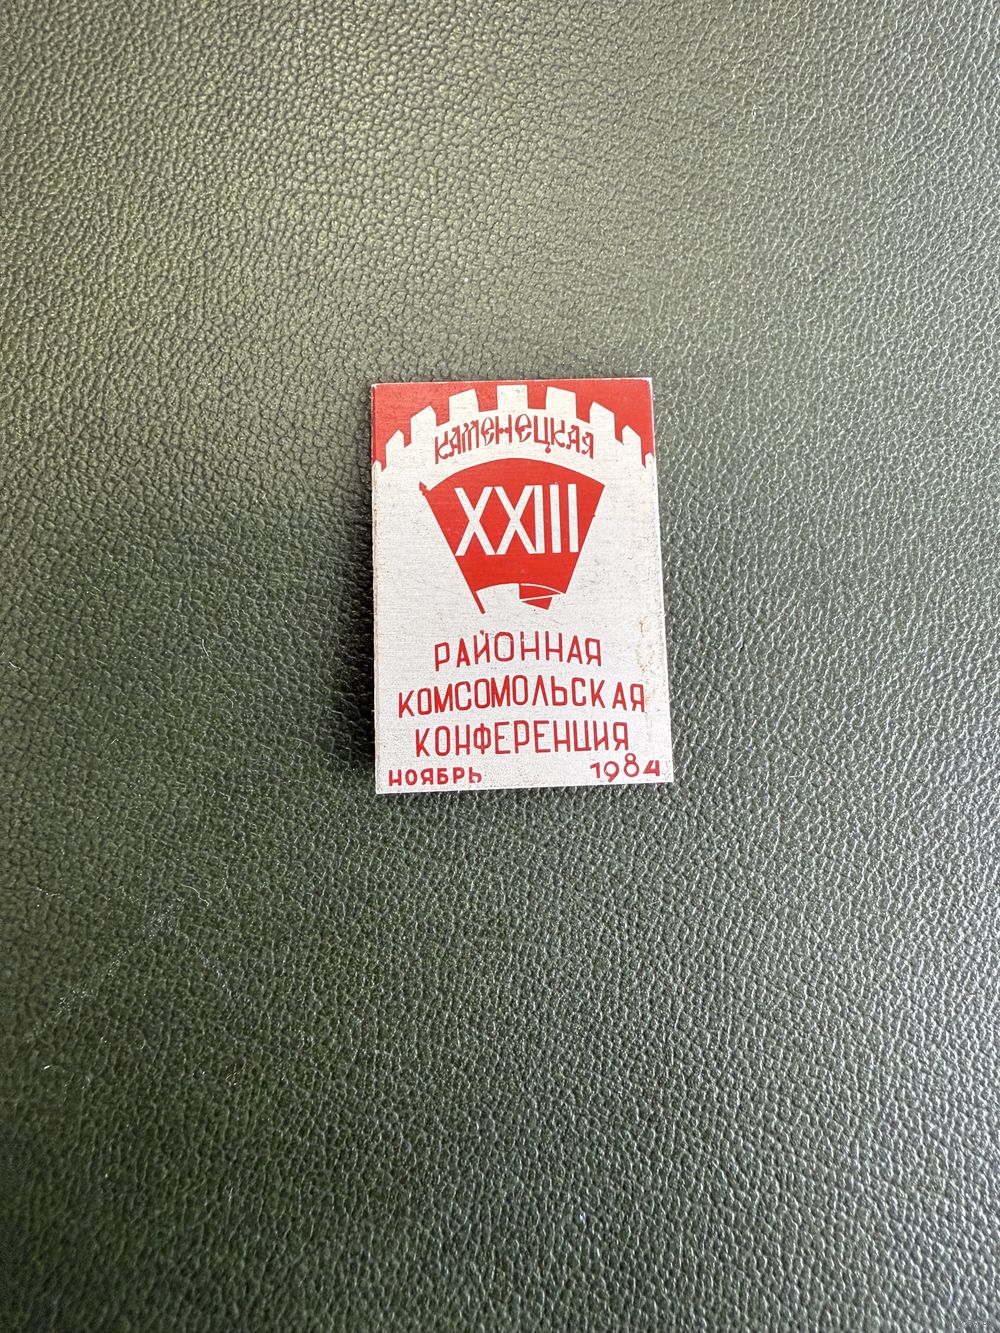 КАМЕНЕЦКАЯ
XXIII
РАЙОННАЯ
КОМСОМОЛЬСКАЯ
КОНФЕРЕНЦИЯ
НОЯБРЬ 1984